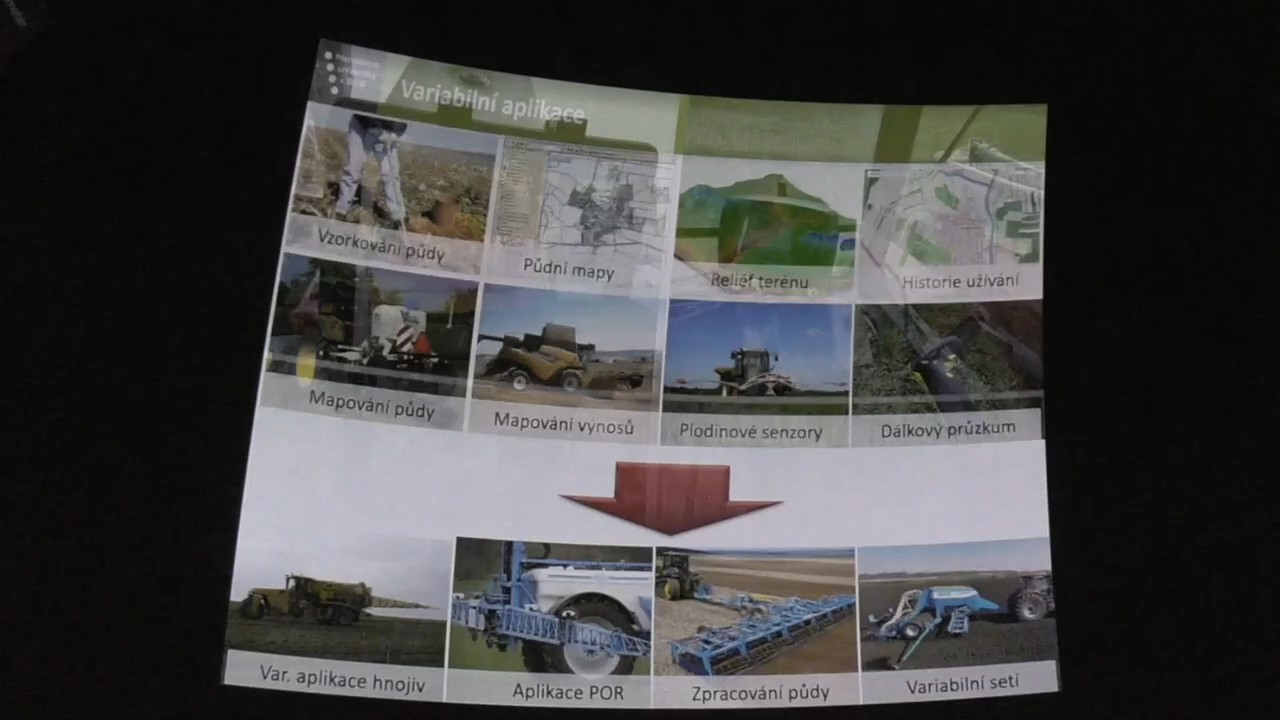 Variabilní aplikace
Vzorkování půdy
Půdní mapy
Reliéf terénu
Historie užívání
Mapování půdy
Mapování výnosů
Plodinové senzory
Dálkový průzkum
Var. aplikace hnojiv
Aplikace POR
Zpracování půdy
Variabilní setí